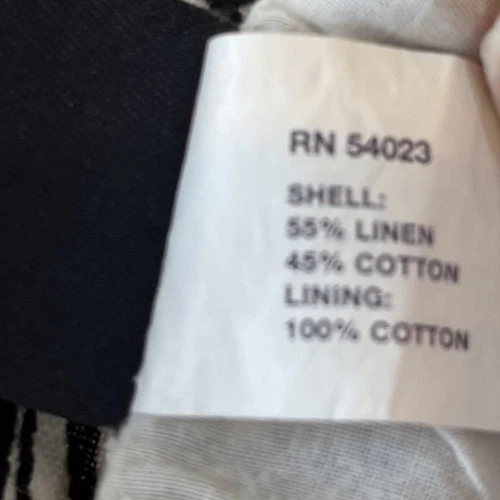 RN 54023
SHELL:
55% LINEN
45% COTTON
LINING:
100% COTTON